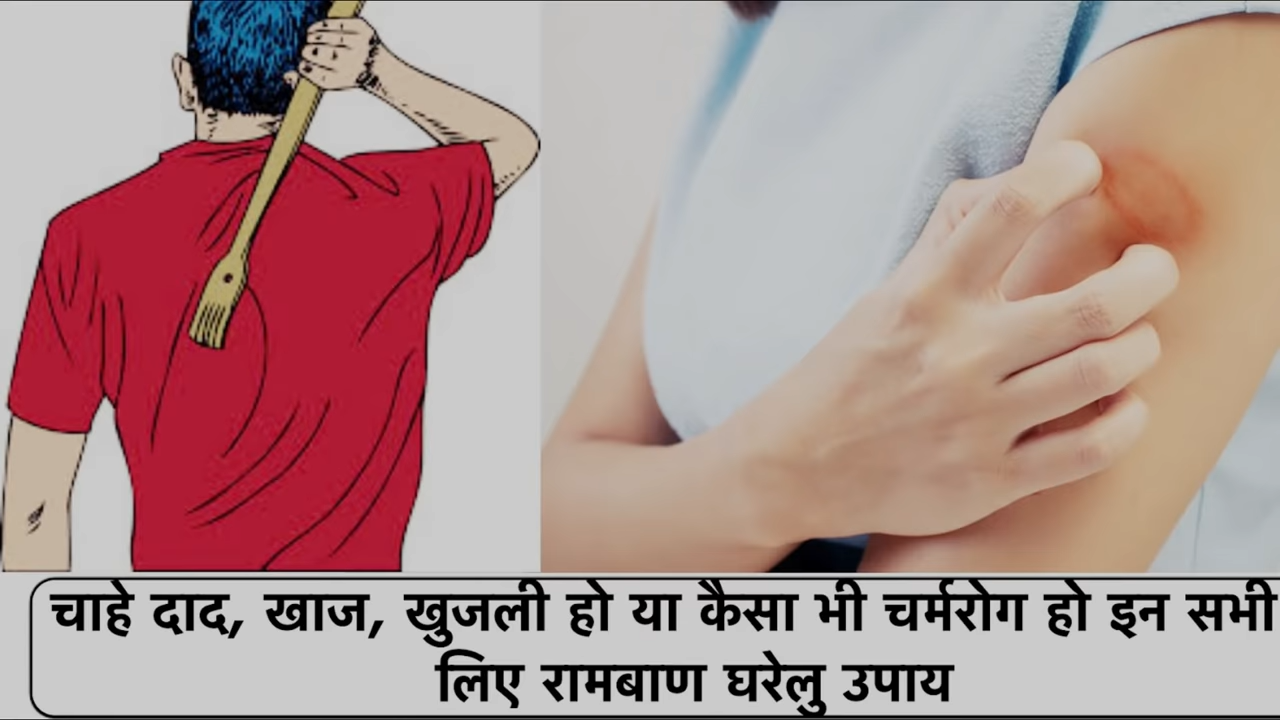 चाहे दाद, खाज, खुजली हो या कैसा भी चर्मरोग हो इन सभी
लिए रामबाण घरेलु उपाय